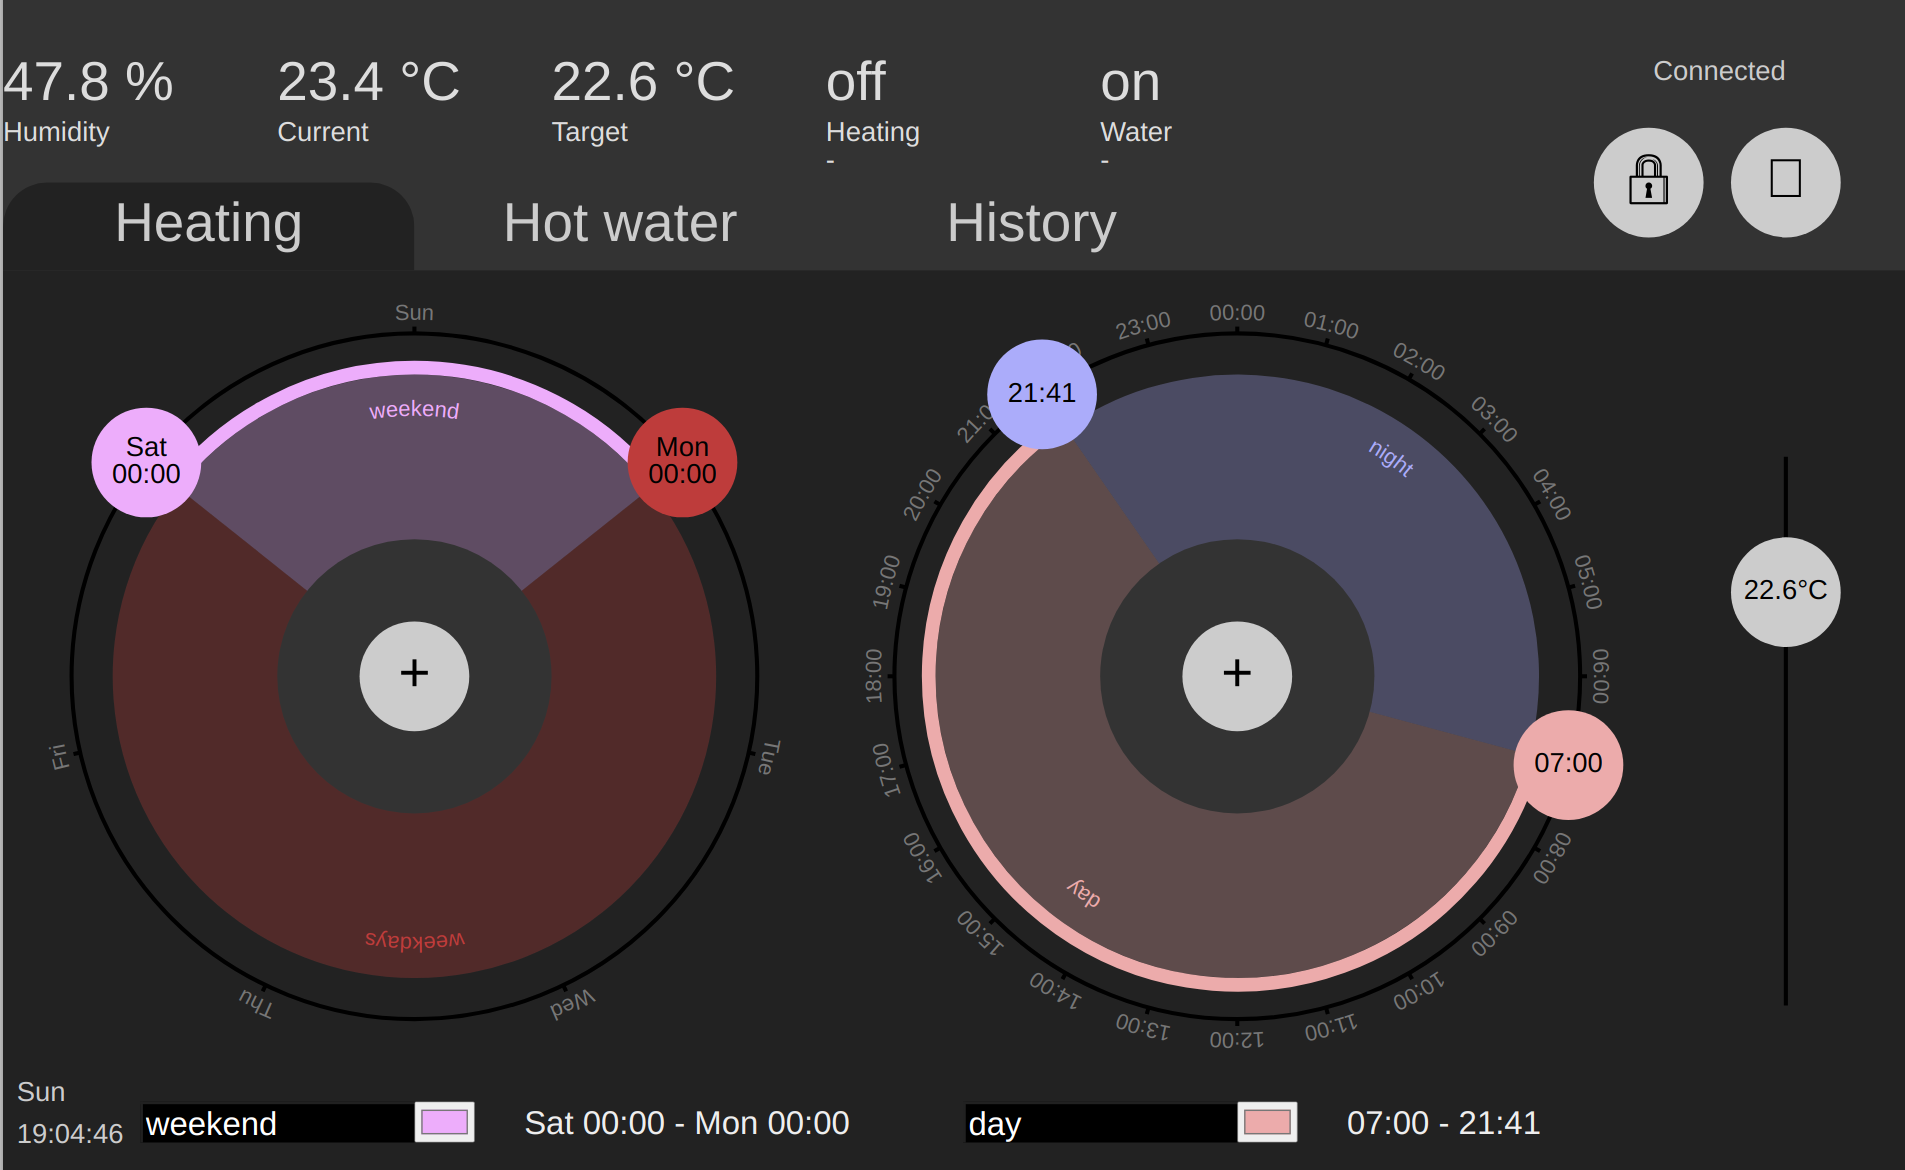 47.8 %
Humidity
23.4 °C
Current
22.6 °C
Target
off
Heating
-
on
Water
-
Connected
Heating
Hot water
History
Sun
Sat
00:00
Mon
00:00
weekend
+
Tue
Wed
Thu
Fri
weekdays
00:00
01:00
02:00
03:00
04:00
05:00
06:00
07:00
08:00
09:00
10:00
11:00
12:00
13:00
14:00
15:00
16:00
17:00
18:00
19:00
20:00
21:41
23:00
night
+
day
22.6°C
Sun
19:04:46
weekend
Sat 00:00 - Mon 00:00
day
07:00 - 21:41